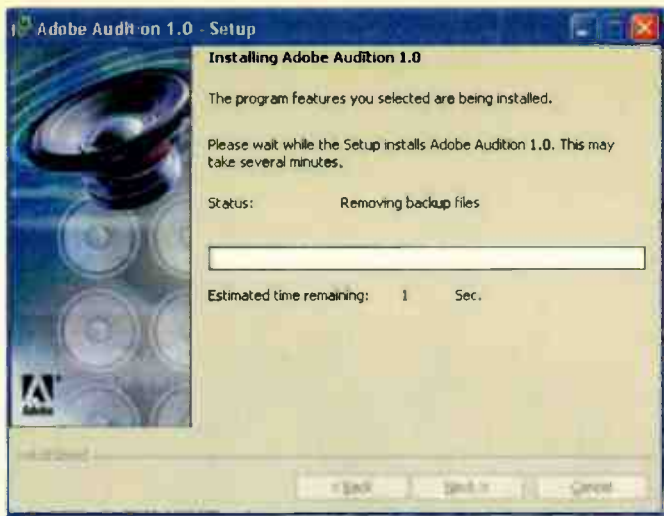 Adobe Audition 1.0 - Setup
Installing Adobe Audition 1.0
The program features you selected are being installed.
Please wait while the Setup installs Adobe Audition 1.0. This may
take several minutes.
Status: Removing backup files
Estimated time remaining: 1 Sec.
Adobe
< Back Next > Cancel